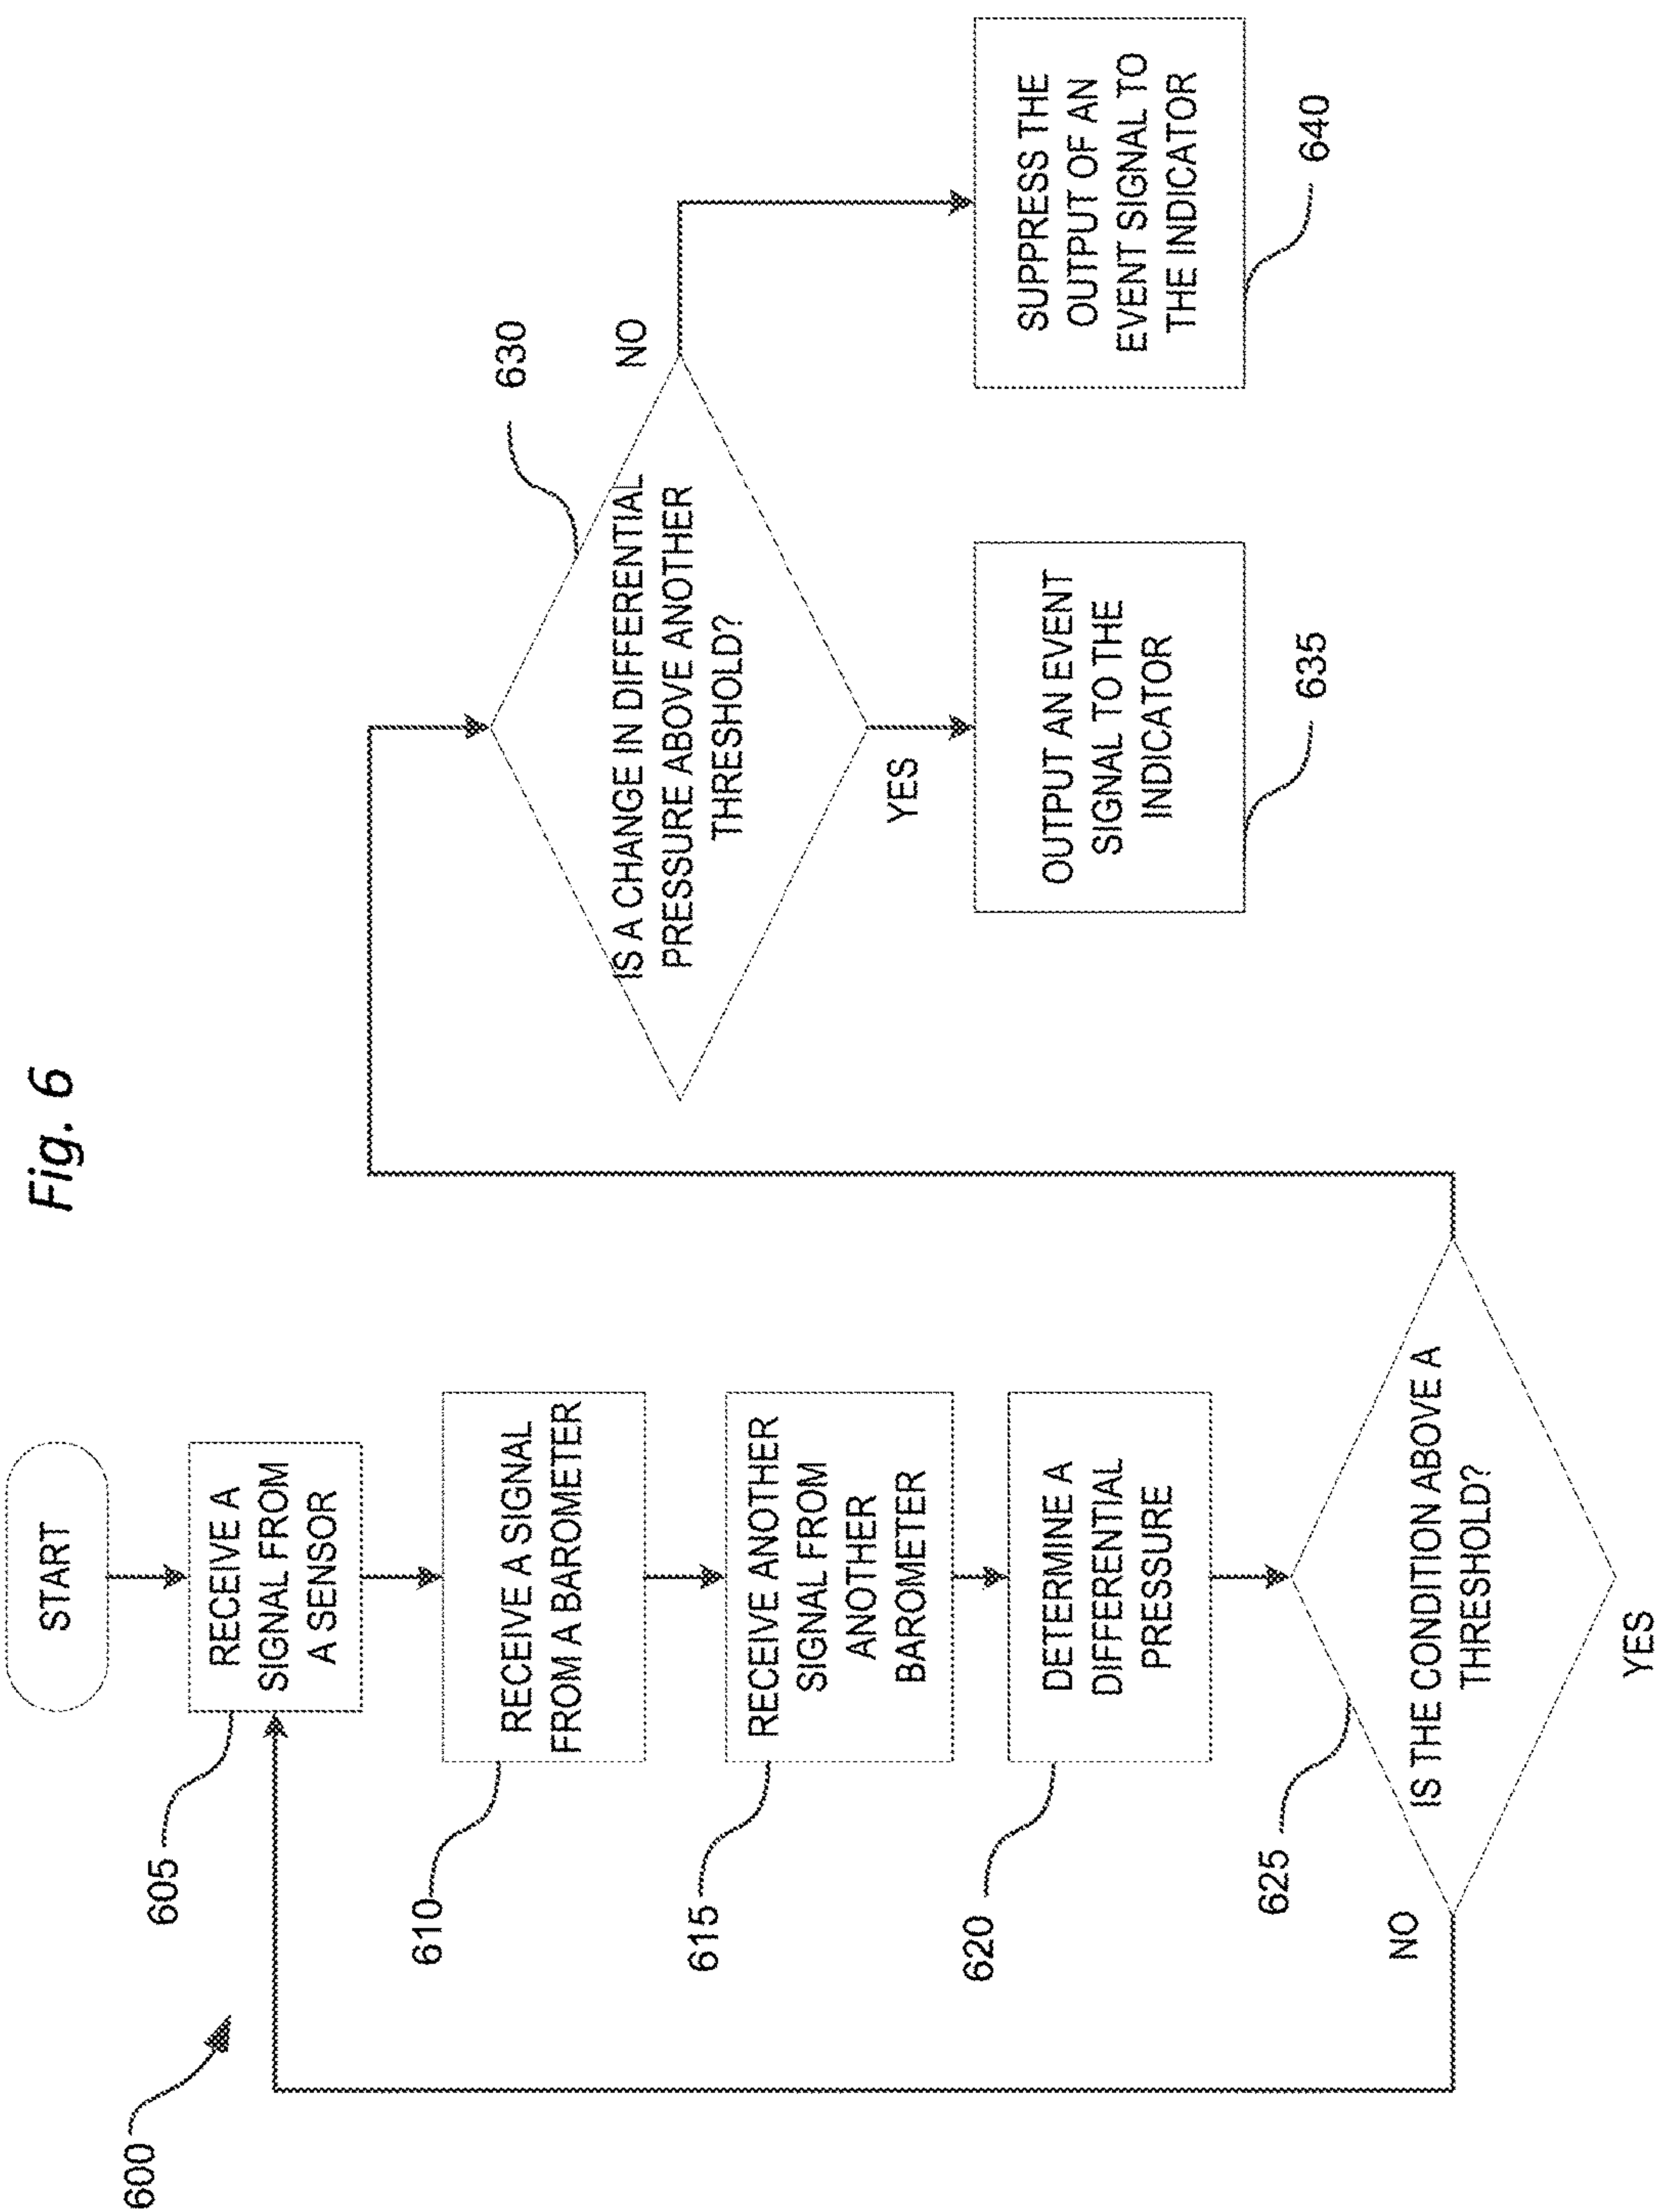 Fig. 6
600
START
RECEIVE A
SIGNAL FROM
A SENSOR
605
RECEIVE A SIGNAL
FROM A BAROMETER
610
RECEIVE ANOTHER
SIGNAL FROM
ANOTHER
BAROMETER
615
DETERMINE A
DIFFERENTIAL
PRESSURE
620
IS THE CONDITION ABOVE A
THRESHOLD?
625
NO
YES
IS A CHANGE IN DIFFERENTIAL
PRESSURE ABOVE ANOTHER
THRESHOLD?
630
NO
YES
OUTPUT AN EVENT
SIGNAL TO THE
INDICATOR
635
SUPPRESS THE
OUTPUT OF AN
EVENT SIGNAL TO
THE INDICATOR
640